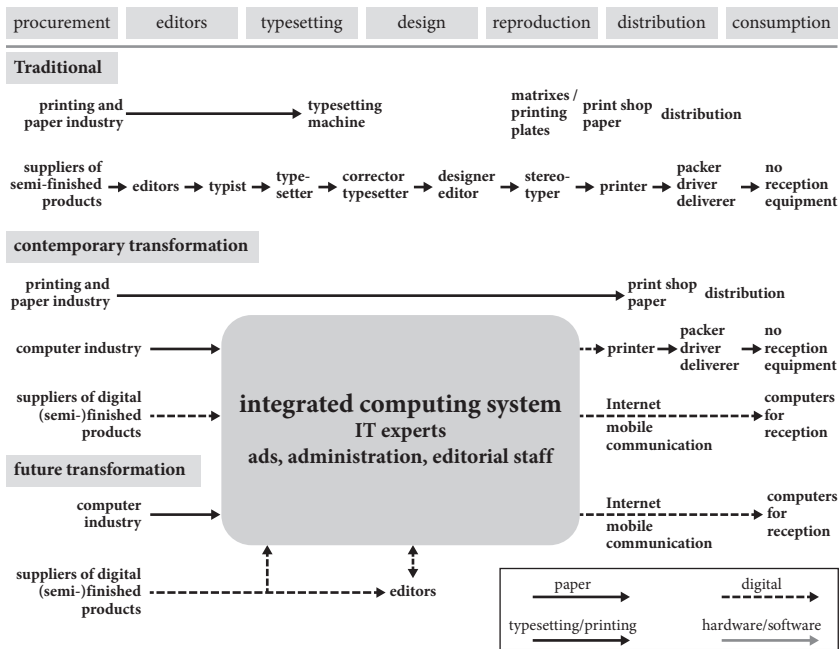 procurement editors typesetting design reproduction distribution consumption
Traditional
printing and
paper industry
typesetting
machine
matrixes /
printing
plates
print shop
paper
distribution
suppliers of
semi-finished
products
editors
typist
type-
setter
corrector
typesetter
designer
editor
stereo-
typer
printer
packer
driver
deliverer
no
reception
equipment
contemporary transformation
printing and
paper industry
print shop
paper
distribution
computer industry
integrated computing system
IT experts
ads, administration, editorial staff
printer
packer
driver
deliverer
no
reception
equipment
suppliers of digital
(semi-)finished
products
Internet
mobile
communication
computers
for
reception
future transformation
computer
industry
Internet
mobile
communication
computers
for
reception
suppliers of digital
(semi-)finished
products
editors
paper
digital
typesetting/printing
hardware/software